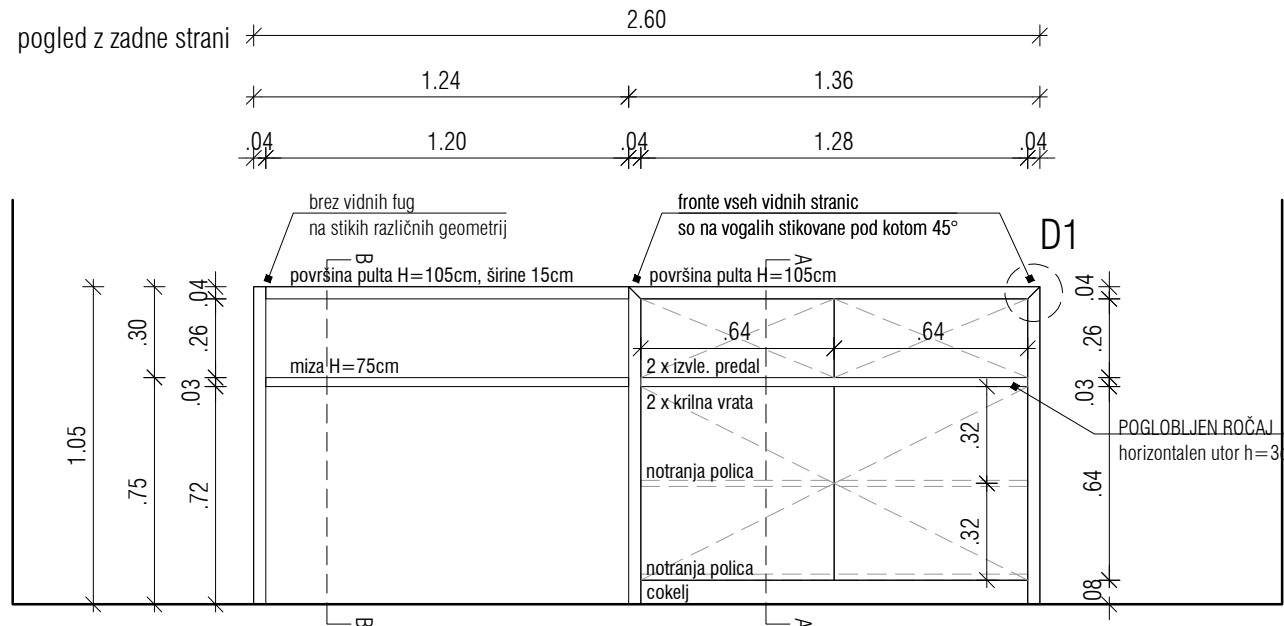 pogled z zadne strani
2.60
1.24
1.36
.04
1.20
.04
1.28
.04
brez vidnih fug
na stikih različnih geometrij
fronte vseh vidnih stranic
so na vogalih stikovane pod kotom 45°
D1
B
A
površina pulta H=105cm, širine 15cm
površina pulta H=105cm
.04
.30
.26
.64
.64
.04
.26
miza H=75cm
2 x izvle. predal
.03
.03
2 x krilna vrata
1.05
.75
.72
.32
POGLOBLJEN ROČAJ
horizontalen utor h=3
.64
notranja polica
.32
notranja polica
cokelj
.08
B
A